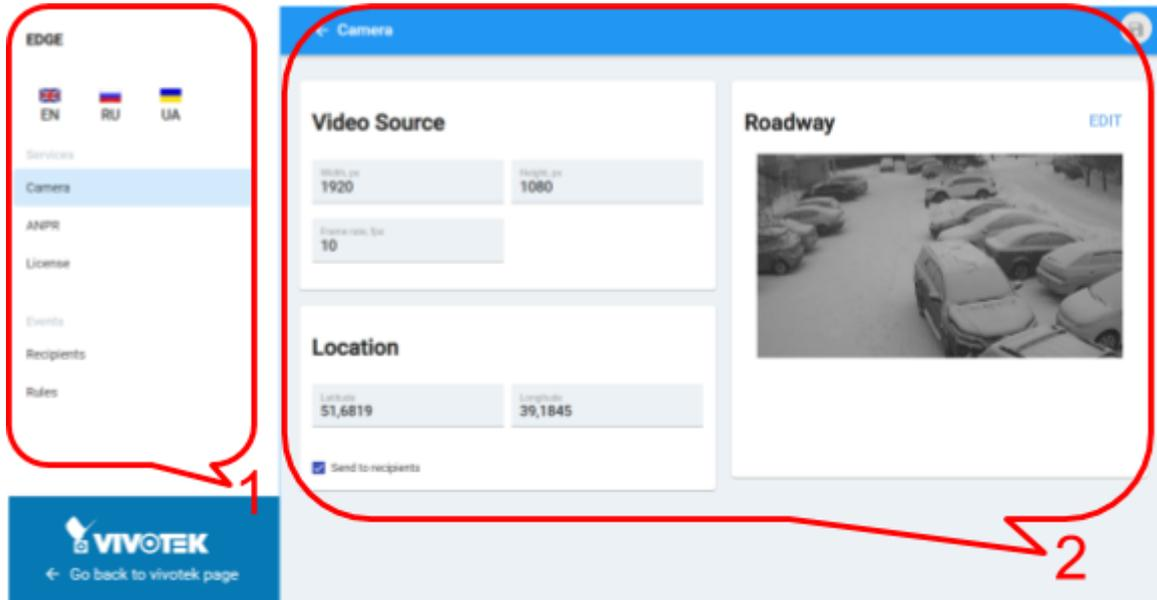 EDGE
EN RU UA
Services
Camera
ANPR
License
Events
Recipients
Rules
1
VIVOTEK
← Go back to vivotek page
← Camera
Video Source
Width, px
1920
Height, px
1080
Frame rate, fps
10
Location
Latitude
51,6819
Longitude
39,1845
Send to recipients
Roadway
EDIT
2